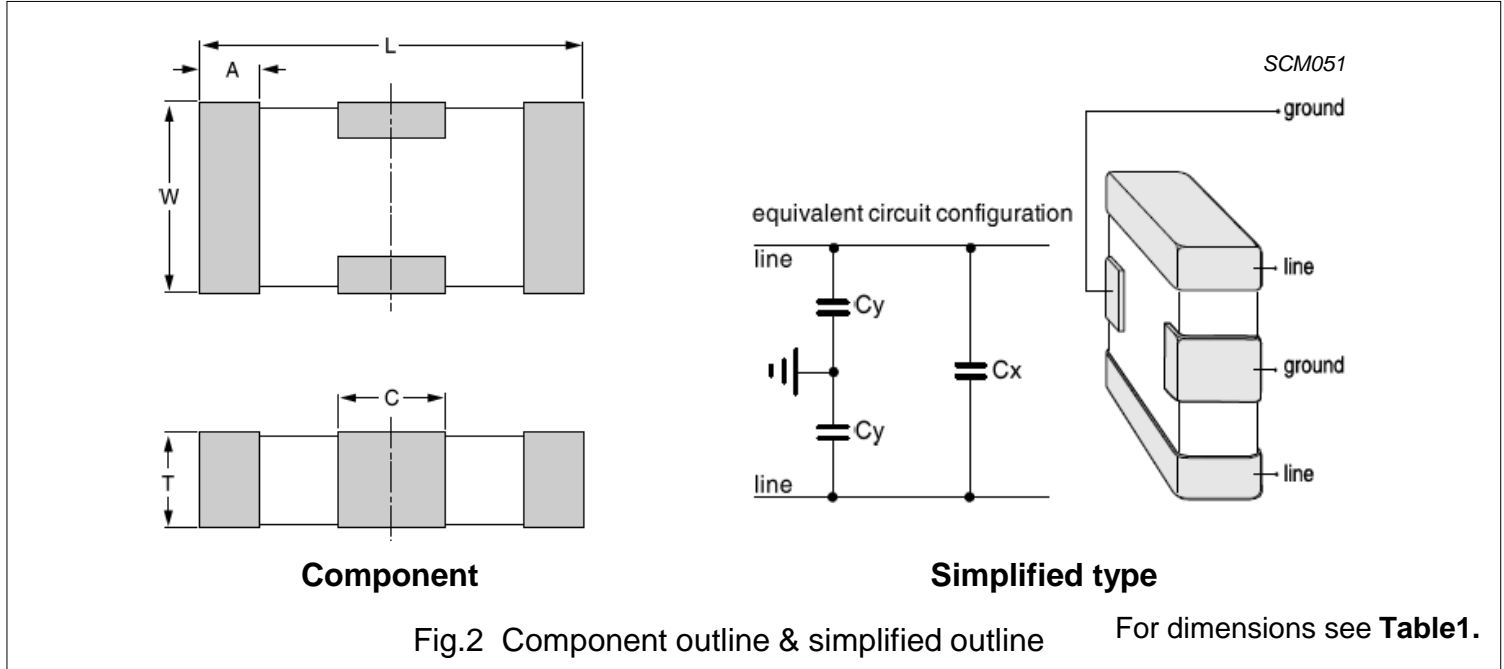 L
A
W
C
T
Component
SCM051
ground
equivalent circuit configuration
line
Cy
Cx
Cy
line
line
ground
line
Simplified type
Fig.2 Component outline & simplified outline
For dimensions see Table1.